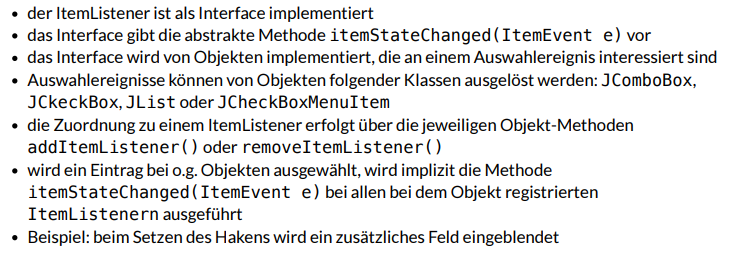 • der ItemListener ist als Interface implementiert
• das Interface gibt die abstrakte Methode itemStateChanged(ItemEvent e) vor
• das Interface wird von Objekten implementiert, die an einem Auswahlereignis interessiert sind
• Auswahlereignisse können von Objekten folgender Klassen ausgelöst werden: JComboBox,
JCkeckBox, JList oder JCheckBoxMenuItem
• die Zuordnung zu einem ItemListener erfolgt über die jeweiligen Objekt-Methoden
addItemListener() oder removeItemListener()
• wird ein Eintrag bei o.g. Objekten ausgewählt, wird implizit die Methode
itemStateChanged(ItemEvent e) bei allen bei dem Objekt registrierten
ItemListenern ausgeführt
• Beispiel: beim Setzen des Hakens wird ein zusätzliches Feld eingeblendet